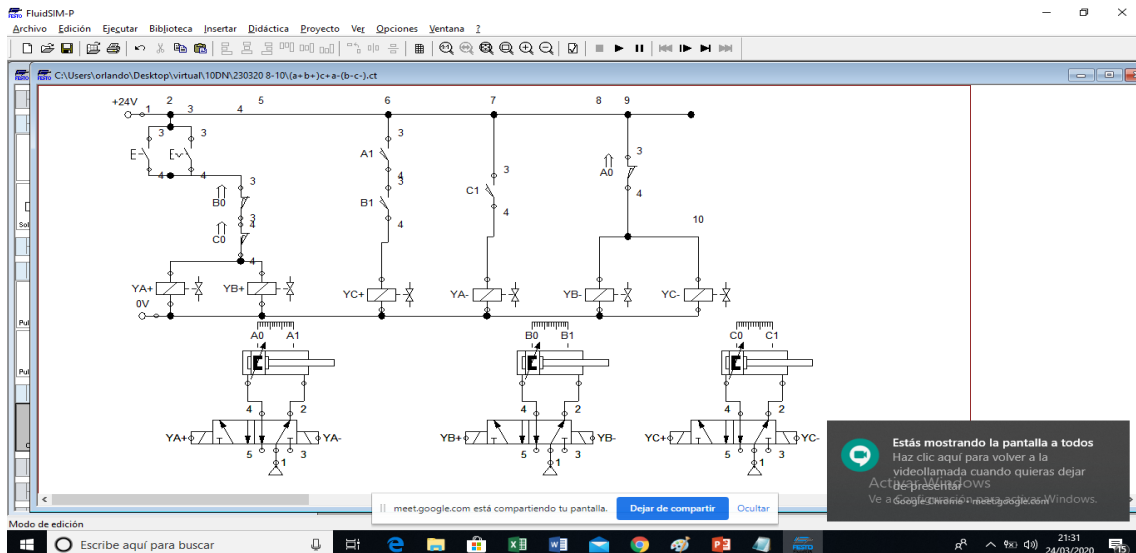 FluidSIM-P
Archivo Edición Ejecutar Biblioteca Insertar Didáctica Proyecto Ver Opciones Ventana ?
C:\Users\orlando\Desktop\virtual\10DN\230320 8-10\(a+b+)c+a-(b-c-).ct
+24V 1 2 3 4 5 6 7 8 9
3 3 3 3
E E A1 A0
4 4 4 3 3
3 C1 4
B0 B1
3 4 4 4
C0 10
4
YA+ YB+ YC+ YA- YB- YC-
0V
A0 A1 B0 B1 C0 C1
4 2 4 2 4 2
YA+ YA- YB+ YB- YC+ YC-
5 3 5 3 5 3
1 1 1
Sol
Pul
Pul
Estás mostrando la pantalla a todos
Haz clic aquí para volver a la
videollamada cuando quieras dejar
de presentar
Google Chrome • meet.google.com
Activar Windows
Ve a Configuración para activar Windows.
meet.google.com está compartiendo tu pantalla. Dejar de compartir Ocultar
Modo de edición
Escribe aquí para buscar
21:31
24/03/2020